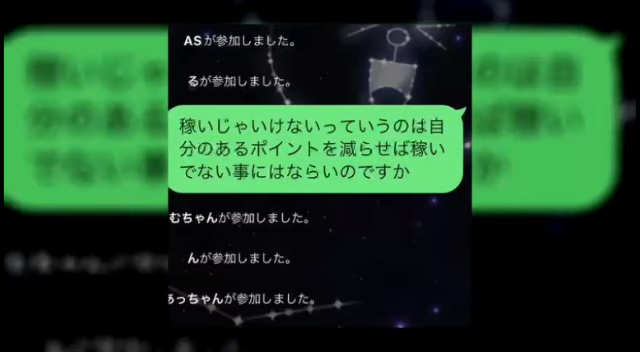 ASが参加しました。
るが参加しました。
稼いじゃいけないっていうのは自
分のあるポイントを減らせば稼い
でない事にはならいのですか
むちゃんが参加しました。
んが参加しました。
あっちゃんが参加しました。